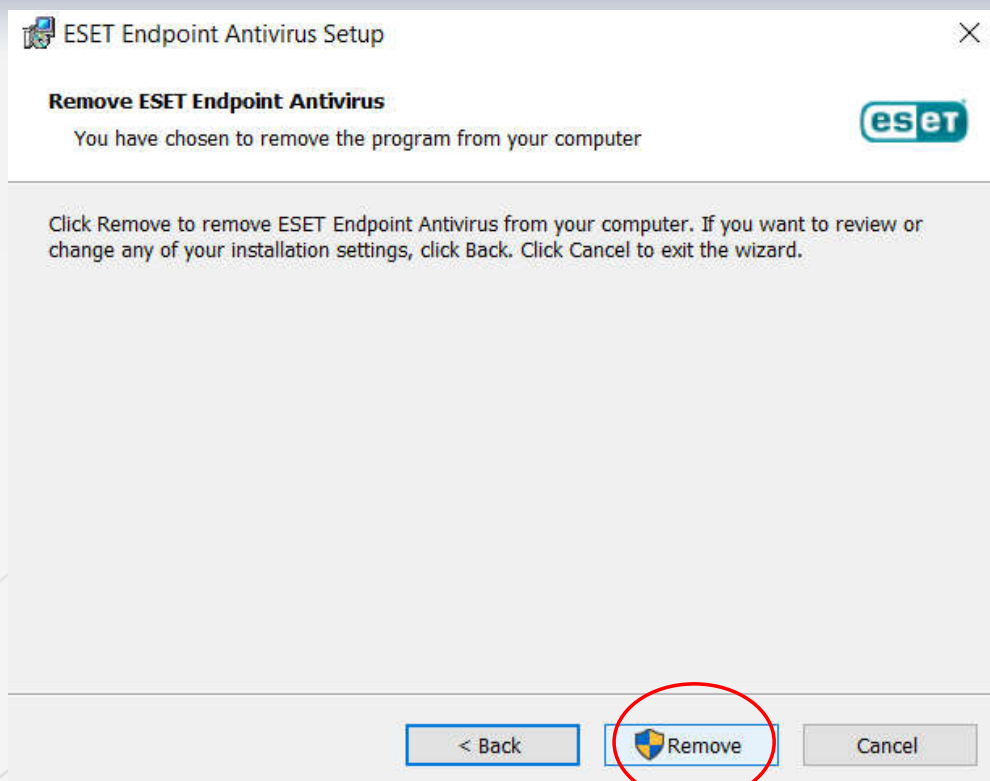 ESET Endpoint Antivirus Setup
Remove ESET Endpoint Antivirus
You have chosen to remove the program from your computer
eset
Click Remove to remove ESET Endpoint Antivirus from your computer. If you want to review or
change any of your installation settings, click Back. Click Cancel to exit the wizard.
< Back
Remove
Cancel